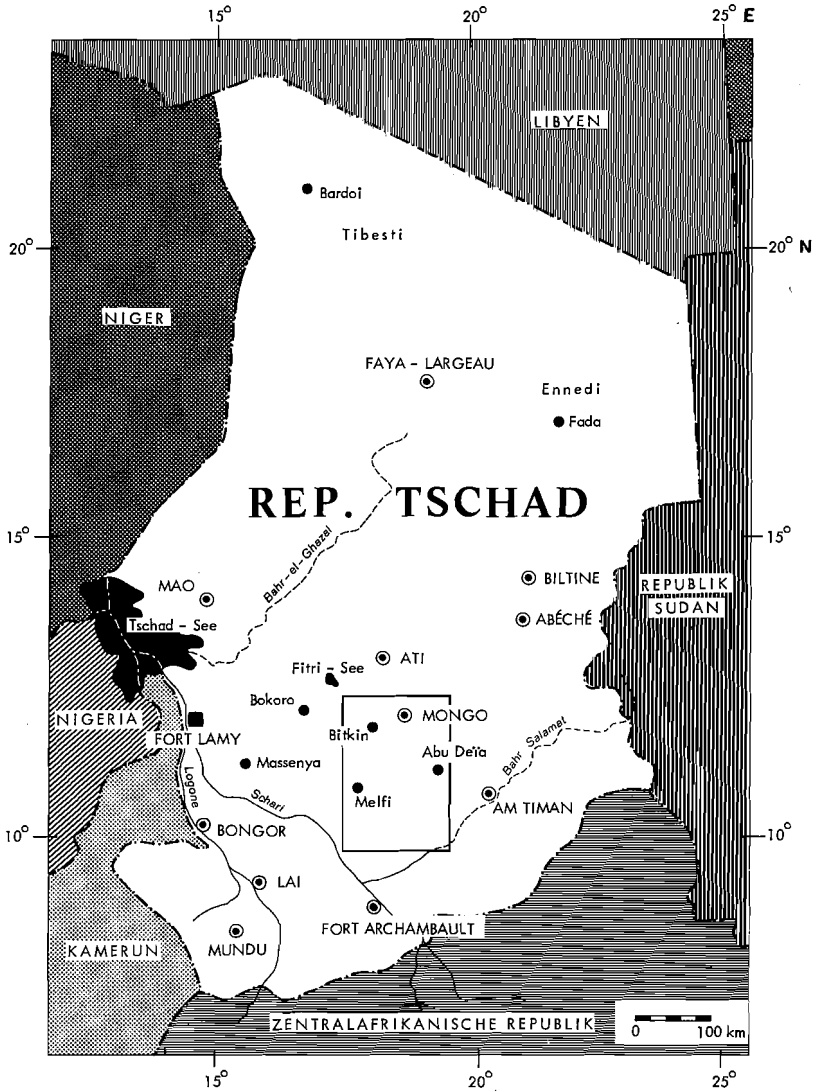 15° 20° 25° E
LIBYEN
Bardoi
Tibesti
20° 20° N
NIGER
FAYA – LARGEAU
Ennedi
Fada
REP. TSCHAD
15° 15°
Bahr-el-Ghazal
MAO
BILTINE
REPUBLIK
SUDAN
ABÉCHÉ
Tschad – See
ATI
Fitri – See
Bokoro
MONGO
NIGERIA
Bitkin
FORT LAMY
Bahr Salamat
Abu Deïa
Massenya
Logone
Schari
Melfi
AM TIMAN
10° 10°
BONGOR
LAI
FORT ARCHAMBAULT
MUNDU
KAMERUN
ZENTRALAFRIKANISCHE REPUBLIK
0 100 km
15° 20° 25°